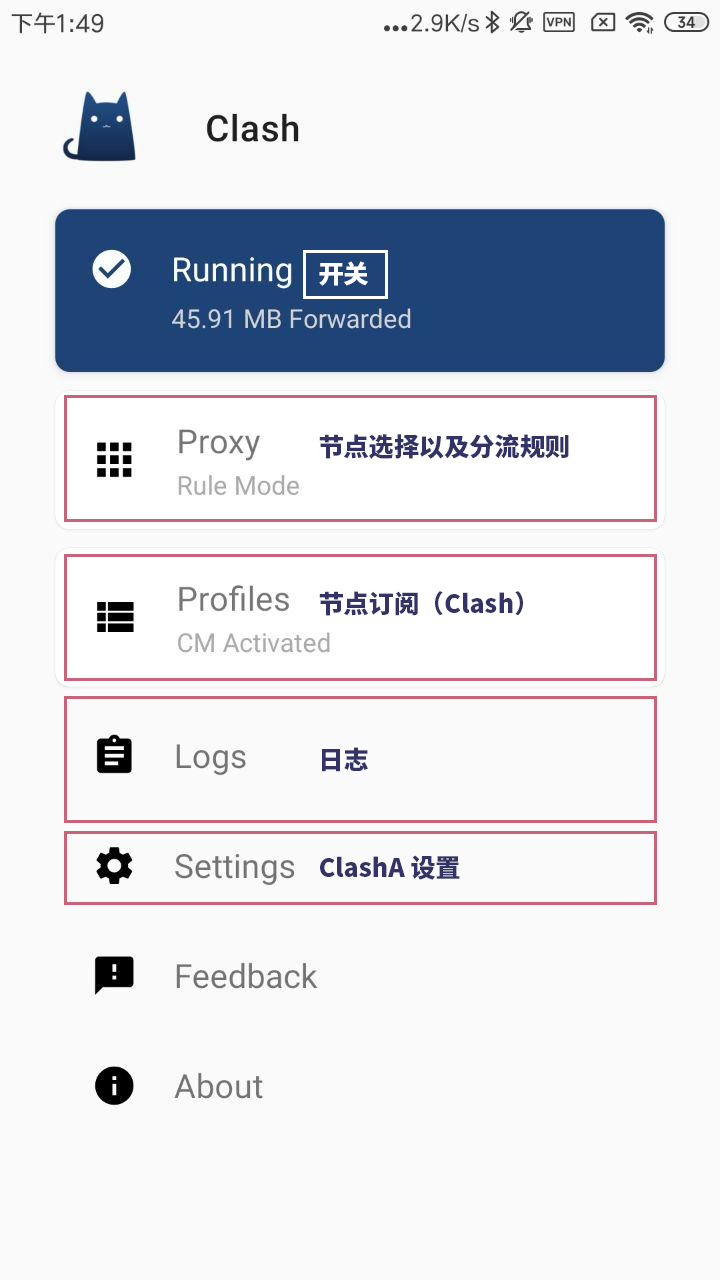 下午1:49
...2.9K/s VPN 34
Clash
Running 开关
45.91 MB Forwarded
Proxy 节点选择以及分流规则
Rule Mode
Profiles 节点订阅（Clash）
CM Activated
Logs 日志
Settings ClashA 设置
Feedback
About